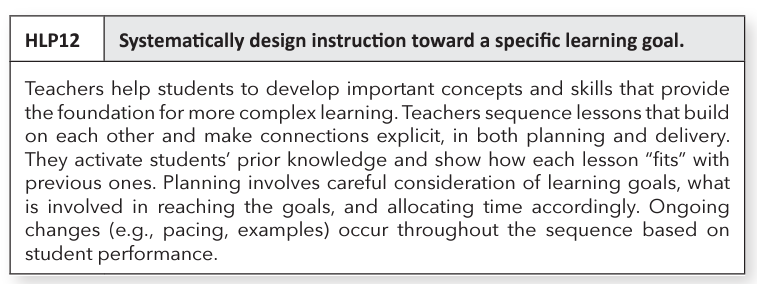 HLP12 Systematically design instruction toward a specific learning goal.
Teachers help students to develop important concepts and skills that provide
the foundation for more complex learning. Teachers sequence lessons that build
on each other and make connections explicit, in both planning and delivery.
They activate students’ prior knowledge and show how each lesson “fits” with
previous ones. Planning involves careful consideration of learning goals, what
is involved in reaching the goals, and allocating time accordingly. Ongoing
changes (e.g., pacing, examples) occur throughout the sequence based on
student performance.